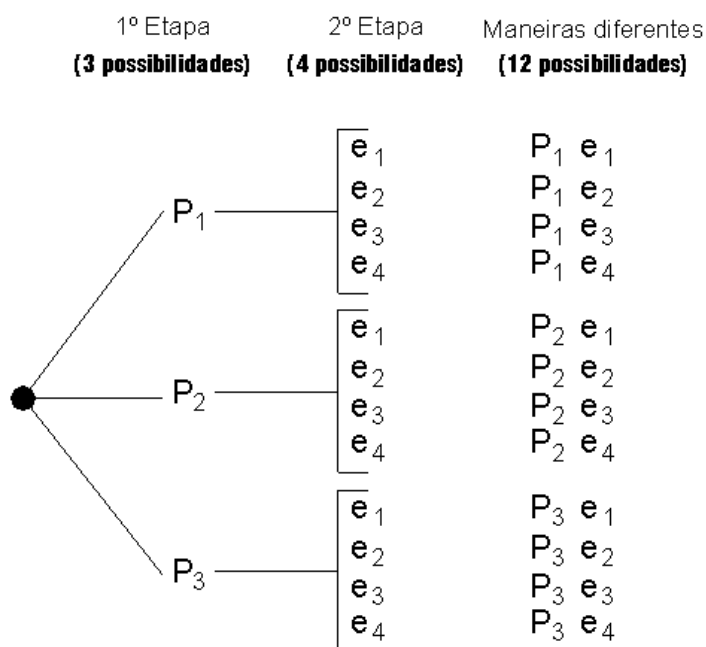 1º Etapa 2º Etapa Maneiras diferentes
(3 possibilidades) (4 possibilidades) (12 possibilidades)
e₁ P₁ e₁
e₂ P₁ e₂
P₁
e₃ P₁ e₃
e₄ P₁ e₄
e₁ P₂ e₁
e₂ P₂ e₂
P₂
e₃ P₂ e₃
e₄ P₂ e₄
e₁ P₃ e₁
e₂ P₃ e₂
P₃
e₃ P₃ e₃
e₄ P₃ e₄